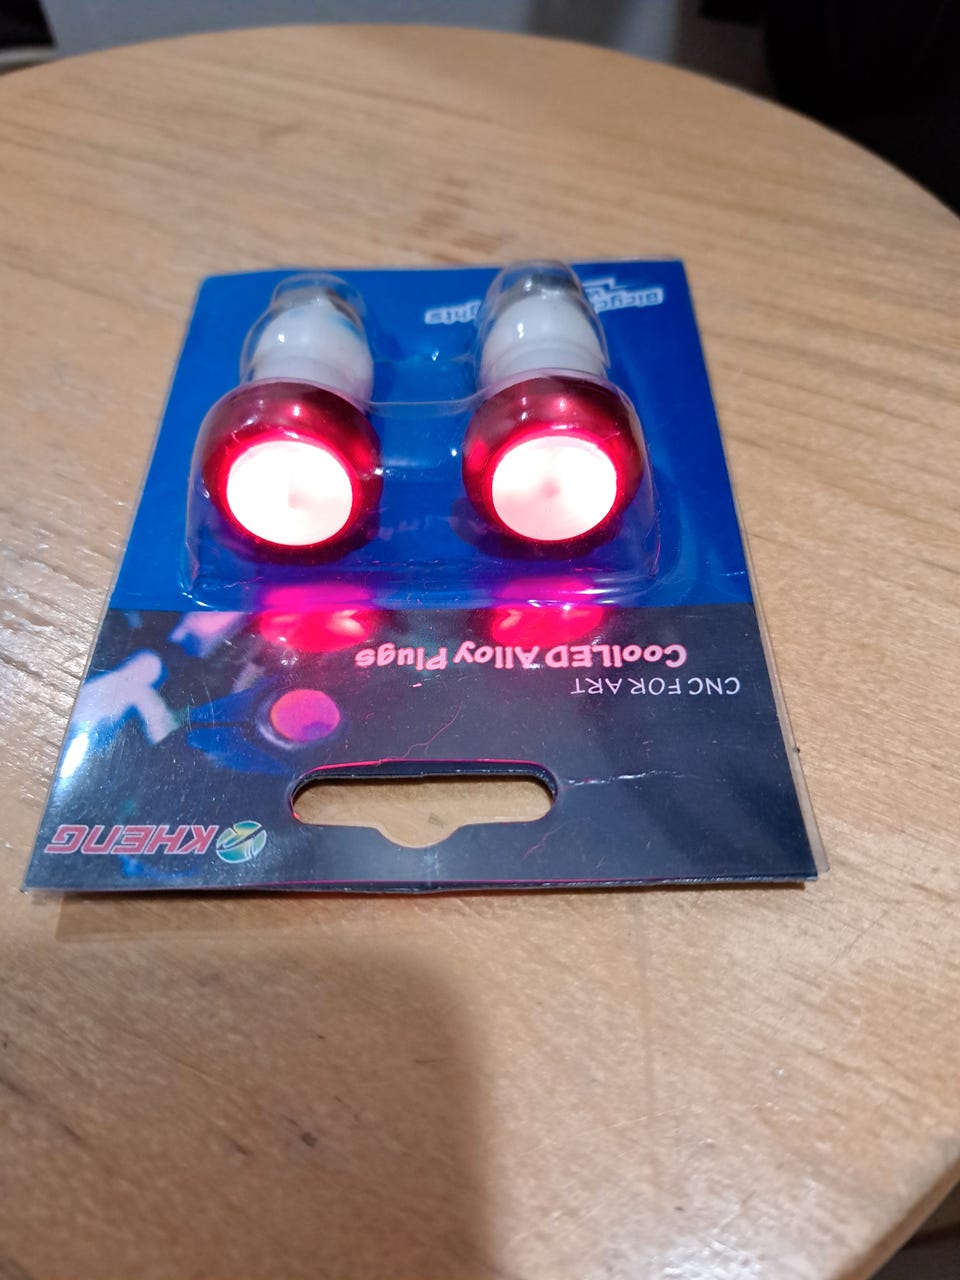 KHENG
CNC FOR ART
CoolLED Alloy Plugs